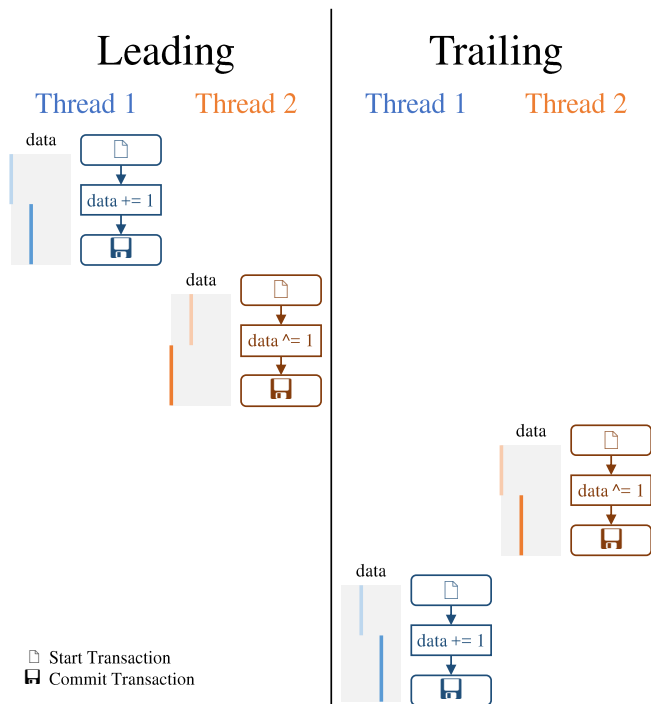 Leading
Trailing
Thread 1
Thread 2
Thread 1
Thread 2
data
data += 1
data
data ^= 1
data
data ^= 1
data
data += 1
Start Transaction
Commit Transaction